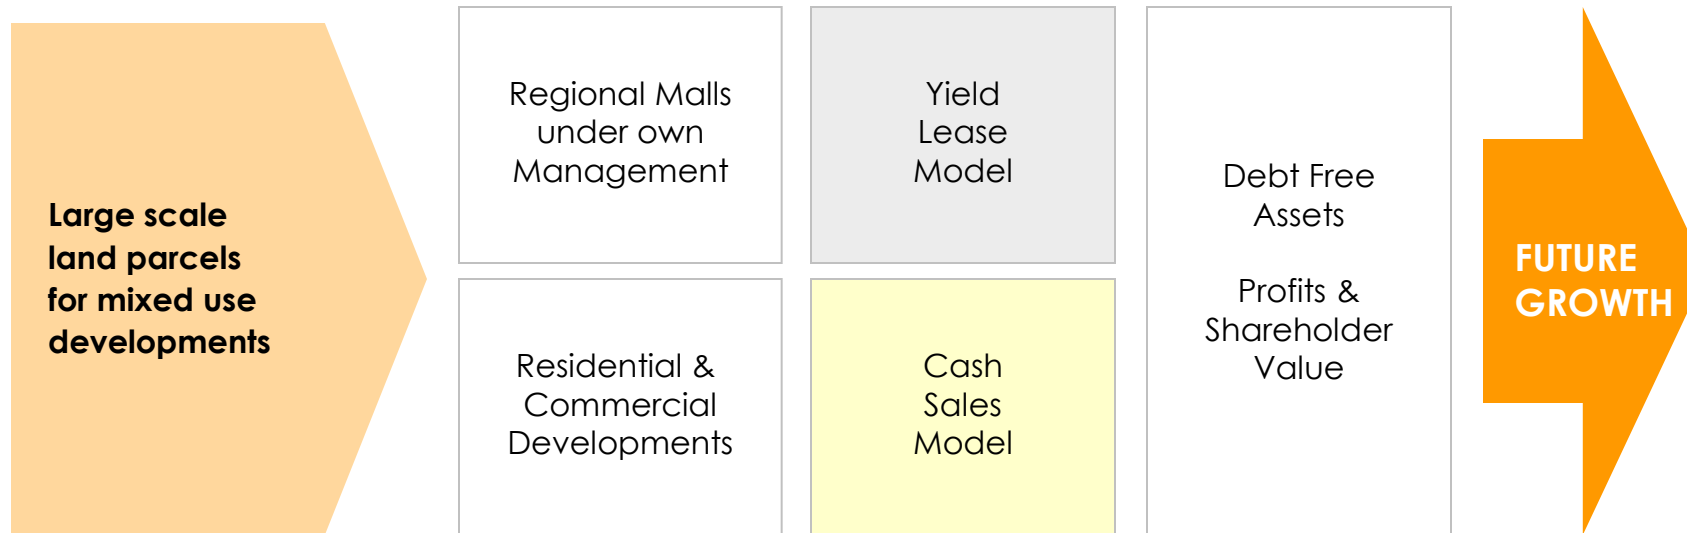 Large scale
land parcels
for mixed use
developments
Regional Malls
under own
Management
Residential &
Commercial
Developments
Yield
Lease
Model
Cash
Sales
Model
Debt Free
Assets
Profits &
Shareholder
Value
FUTURE
GROWTH